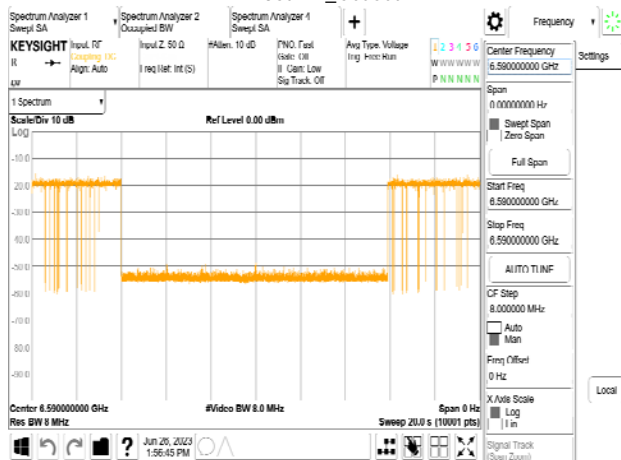 Spectrum Analyzer 1
Swept SA
Spectrum Analyzer 2
Occupied BW
Spectrum Analyzer 4
Swept SA
+
Frequency
KEYSIGHT
R
Input: RF
Coupling: DC
Align: Auto
Input Z: 50 Ω
Freq Ref: Int (S)
#Atten: 10 dB
PNO: Fast
Gate: Off
IF Gain: Low
Sig Track: Off
Avg Type: Voltage
Trig: Free Run
1 2 3 4 5 6
W W W W W W
P N N N N N
Center Frequency
6.590000000 GHz
Settings
Span
0.00000000 Hz
Swept Span
Zero Span
Full Span
Start Freq
6.590000000 GHz
Stop Freq
6.590000000 GHz
AUTO TUNE
CF Step
8.000000 MHz
Auto
Man
Freq Offset
0 Hz
X Axis Scale
Log
Lin
Signal Track
(Span Zoom)
Local
1 Spectrum
Scale/Div 10 dB
Ref Level 0.00 dBm
Log
-10.0
-20.0
-30.0
-40.0
-50.0
-60.0
-70.0
-80.0
-90.0
Center 6.590000000 GHz
#Video BW 8.0 MHz
Span 0 Hz
Res BW 8 MHz
Sweep 20.0 s (10001 pts)
?
Jun 26, 2023
1:56:45 PM